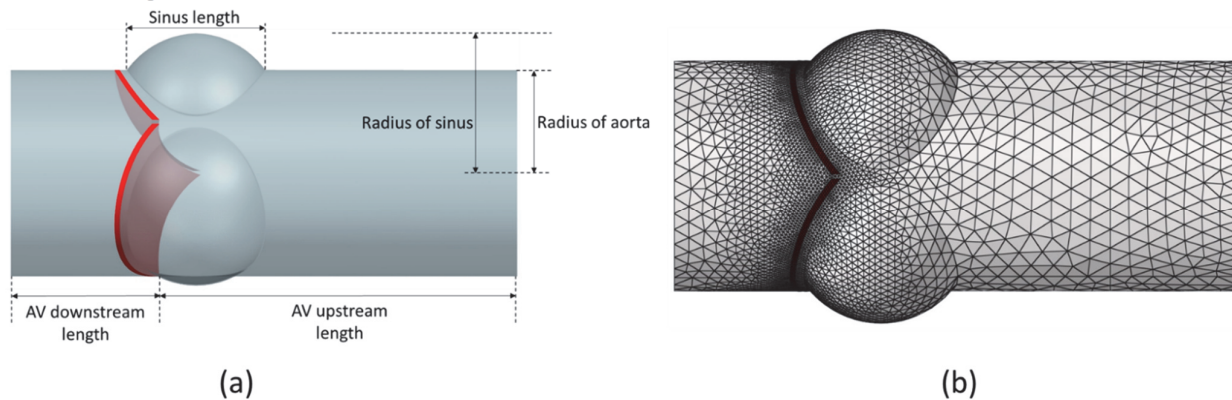 Sinus length
Radius of sinus
Radius of aorta
AV downstream
length
AV upstream
length
(a)
(b)